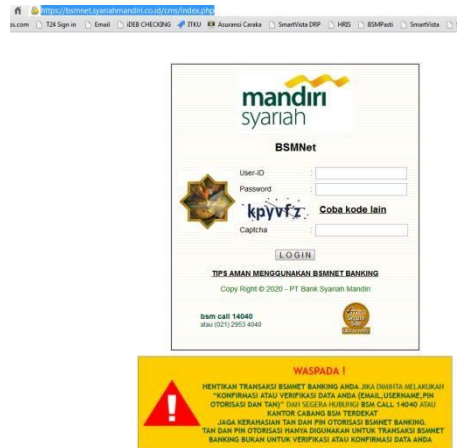 https://bsmnet.syariahmandiri.co.id/cms/index.php
os.com T24 Sign in Email iDEB CHECKING ITKU Asuransi Caraka SmartVista DRP HRIS BSMPasti SmartVista
mandiri
syariah
BSMNet
User-ID :
Password :
kpyvfz Coba kode lain
Captcha :
LOGIN
TIPS AMAN MENGGUNAKAN BSMNET BANKING
Copy Right © 2020 - PT Bank Syariah Mandiri
bsm call 14040
atau (021) 2953 4040
Secure
Site
WASPADA !
HENTIKAN TRANSAKSI BSMNET BANKING ANDA JIKA DIMINTA MELAKUKAN
"KONFIRMASI ATAU VERIFIKASI DATA ANDA (EMAIL,USERNAME,PIN
OTORISASI DAN TAN)" DAN SEGERA HUBUNGI BSM CALL 14040 ATAU
KANTOR CABANG BSM TERDEKAT
JAGA KERAHASIAN TAN DAN PIN OTORISASI BSMNET BANKING.
TAN DAN PIN OTORISASI HANYA DIGUNAKAN UNTUK TRANSAKSI BSMNET
BANKING BUKAN UNTUK VERIFIKASI ATAU KONFIRMASI DATA ANDA.